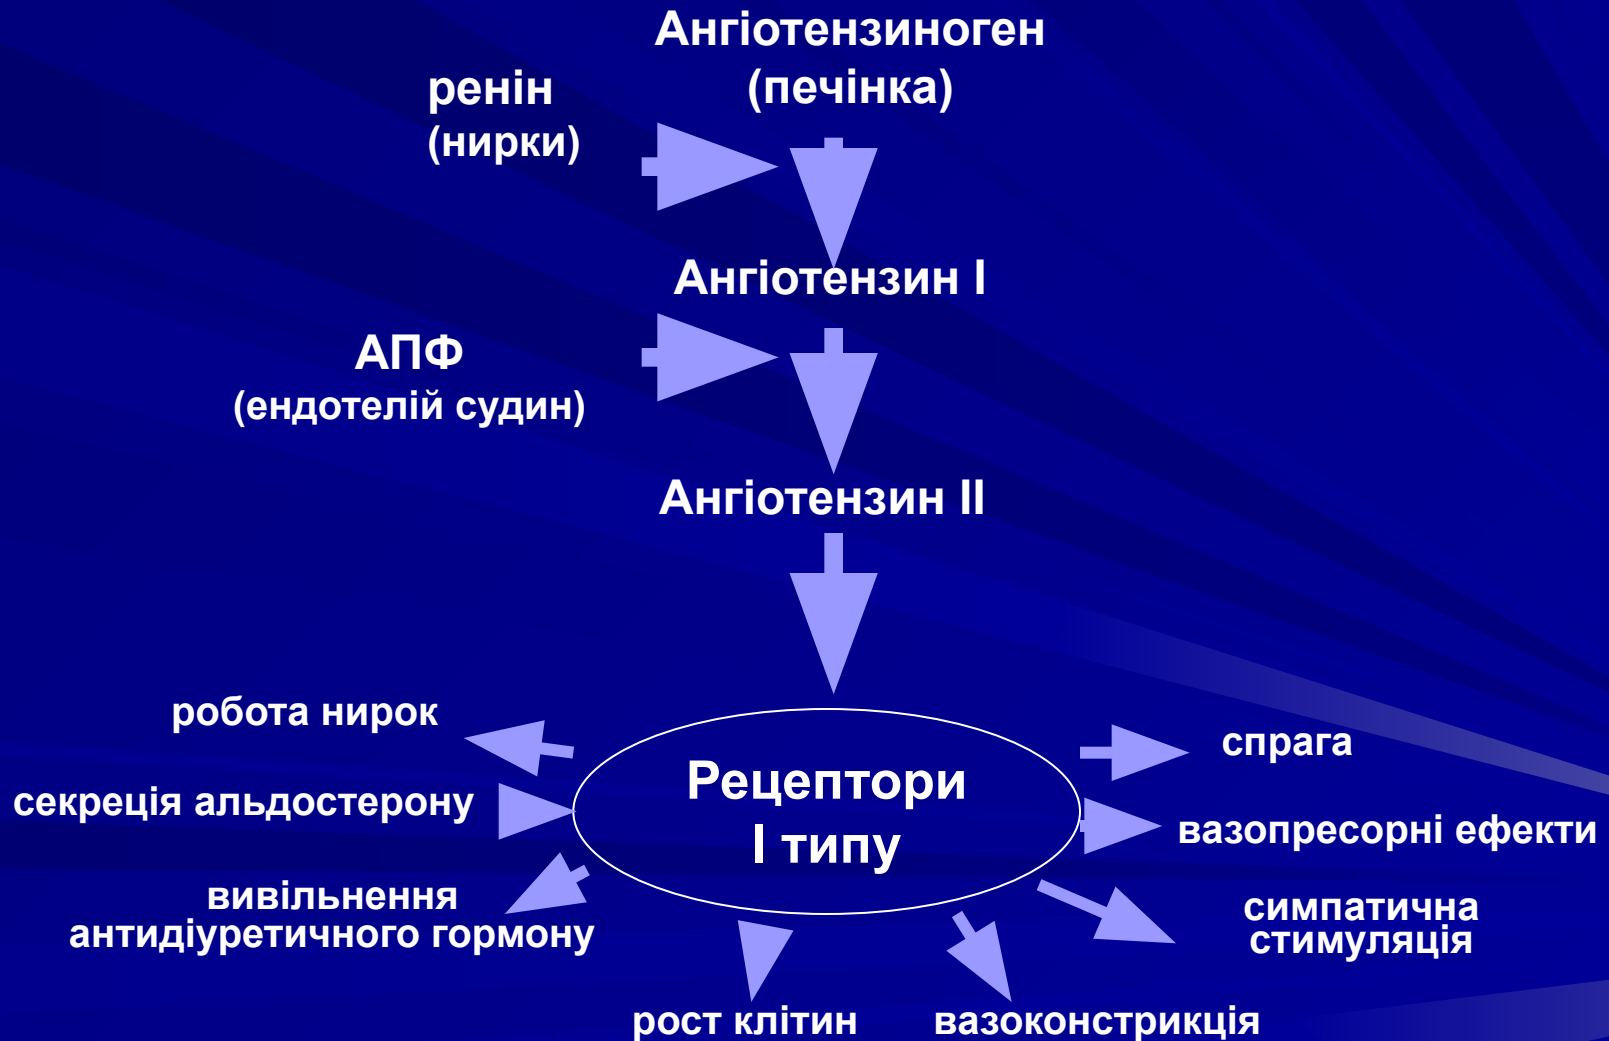 Ангіотензиноген
(печінка)
ренін
(нирки)
Ангіотензин І
АПФ
(ендотелій судин)
Ангіотензин ІІ
робота нирок
секреція альдостерону
вивільнення
антидіуретичного гормону
Рецептори
І типу
спрага
вазопресорні ефекти
симпатична
стимуляція
рост клітин
вазоконстрикція